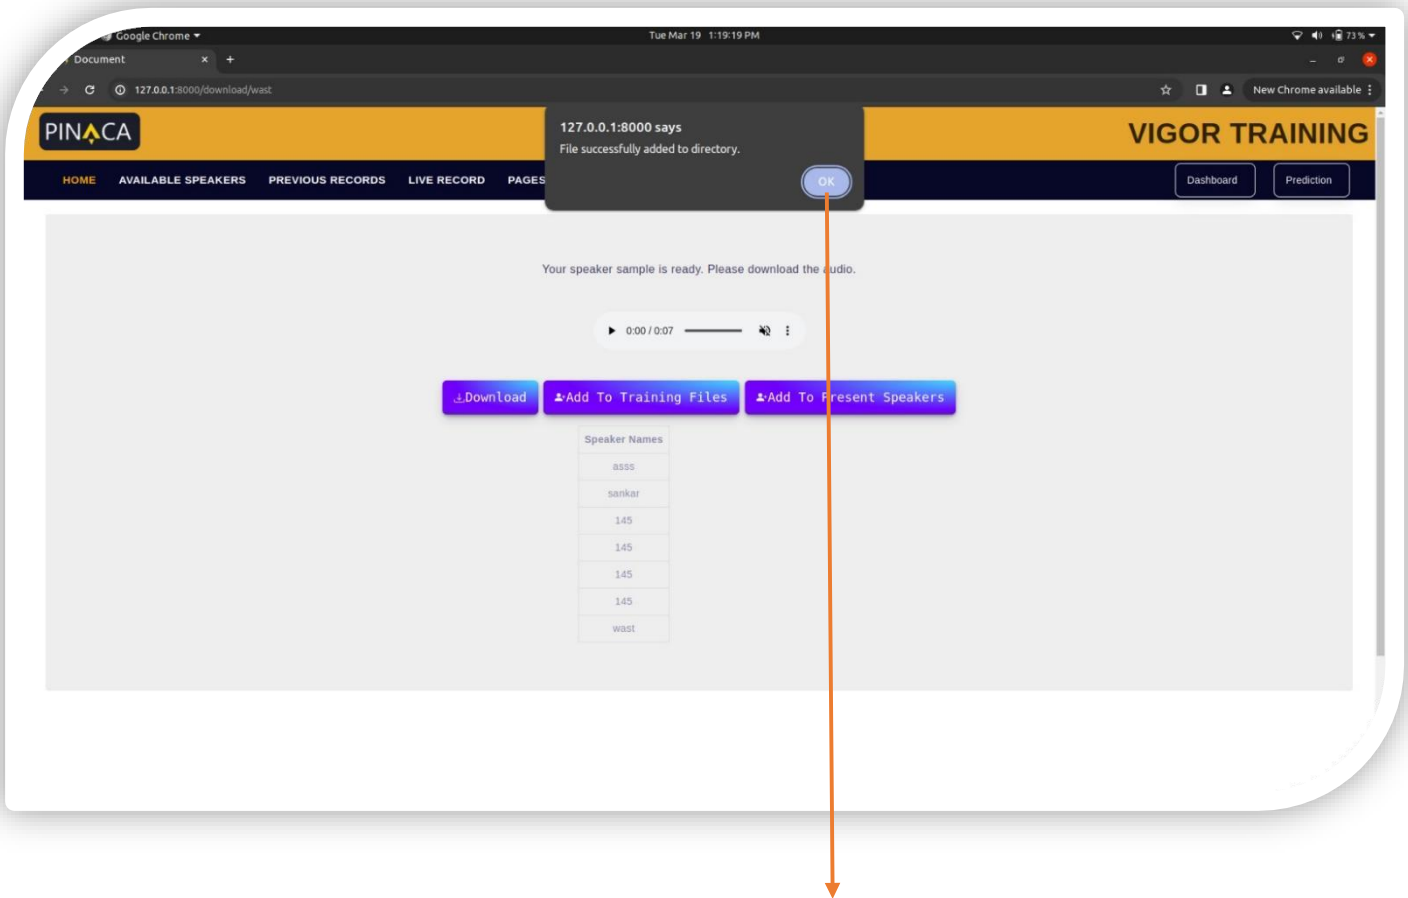 Google Chrome
Tue Mar 19 1:19:19 PM
73 %
Document
127.0.0.1:8000/download/wast
New Chrome available
PINACA
127.0.0.1:8000 says
File successfully added to directory.
OK
VIGOR TRAINING
HOME AVAILABLE SPEAKERS PREVIOUS RECORDS LIVE RECORD PAGES
Dashboard Prediction
Your speaker sample is ready. Please download the audio.
0:00 / 0:07
Download Add To Training Files Add To Present Speakers
Speaker Names
asss
sankar
145
145
145
145
wast